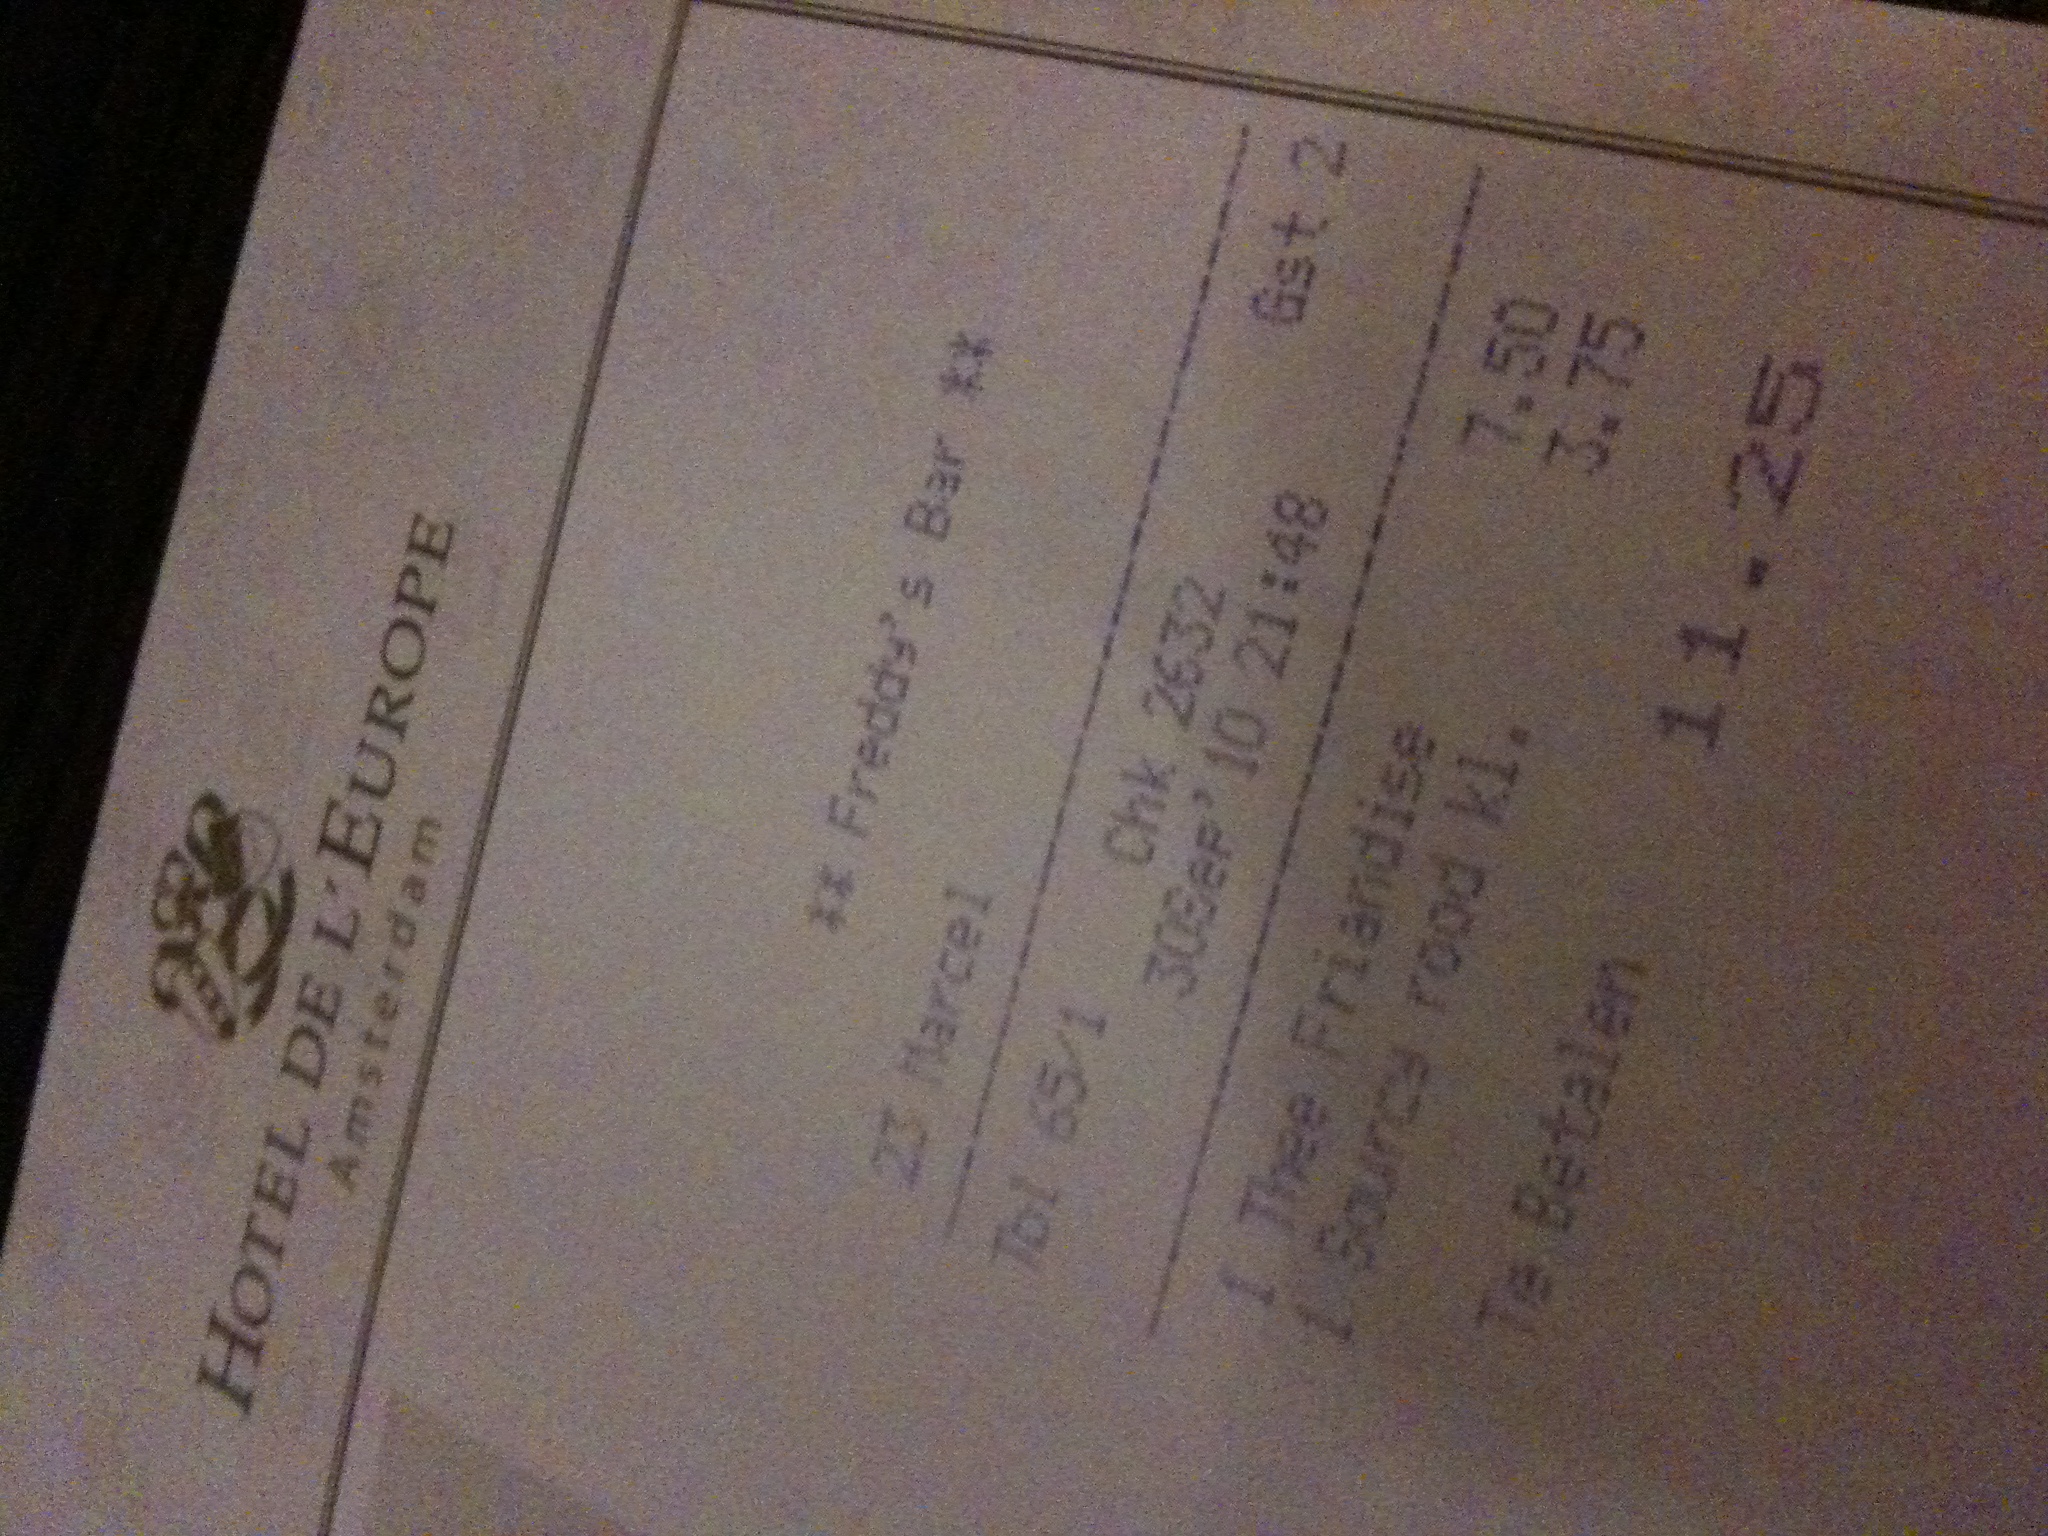 HOTEL DE L'EUROPE
Amsterdam
** Freddy's Bar **
23 Marcel
Tbl 65/1 Chk 2632 Gst 2
30Sep'10 21:48
1 Thee Friandise 7.50
1 Sourcy rood kl. 3.75
Te Betalen 11.25